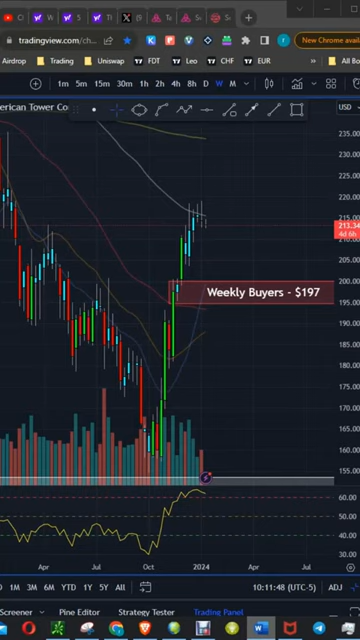 tradingview.com/ch...
New Chrome availa
Airdrop Trading Uniswap FDT Leo CHF EUR All Bo
1m 5m 15m 30m 1h 2h 4h 8h D W M
erican Tower Co
USD
235.00
230.00
225.00
220.00
215.00
213.34
4d 6h
205.00
200.00
195.00
Weekly Buyers - $197
190.00
185.00
180.00
175.00
170.00
165.00
160.00
155.00
60.00
50.00
40.00
30.00
Apr Jul Oct 2024 Apr Jul
D 1M 3M 6M YTD 1Y 5Y All 10:11:48 (UTC-5) ADJ
Screener Pine Editor Strategy Tester Trading Panel